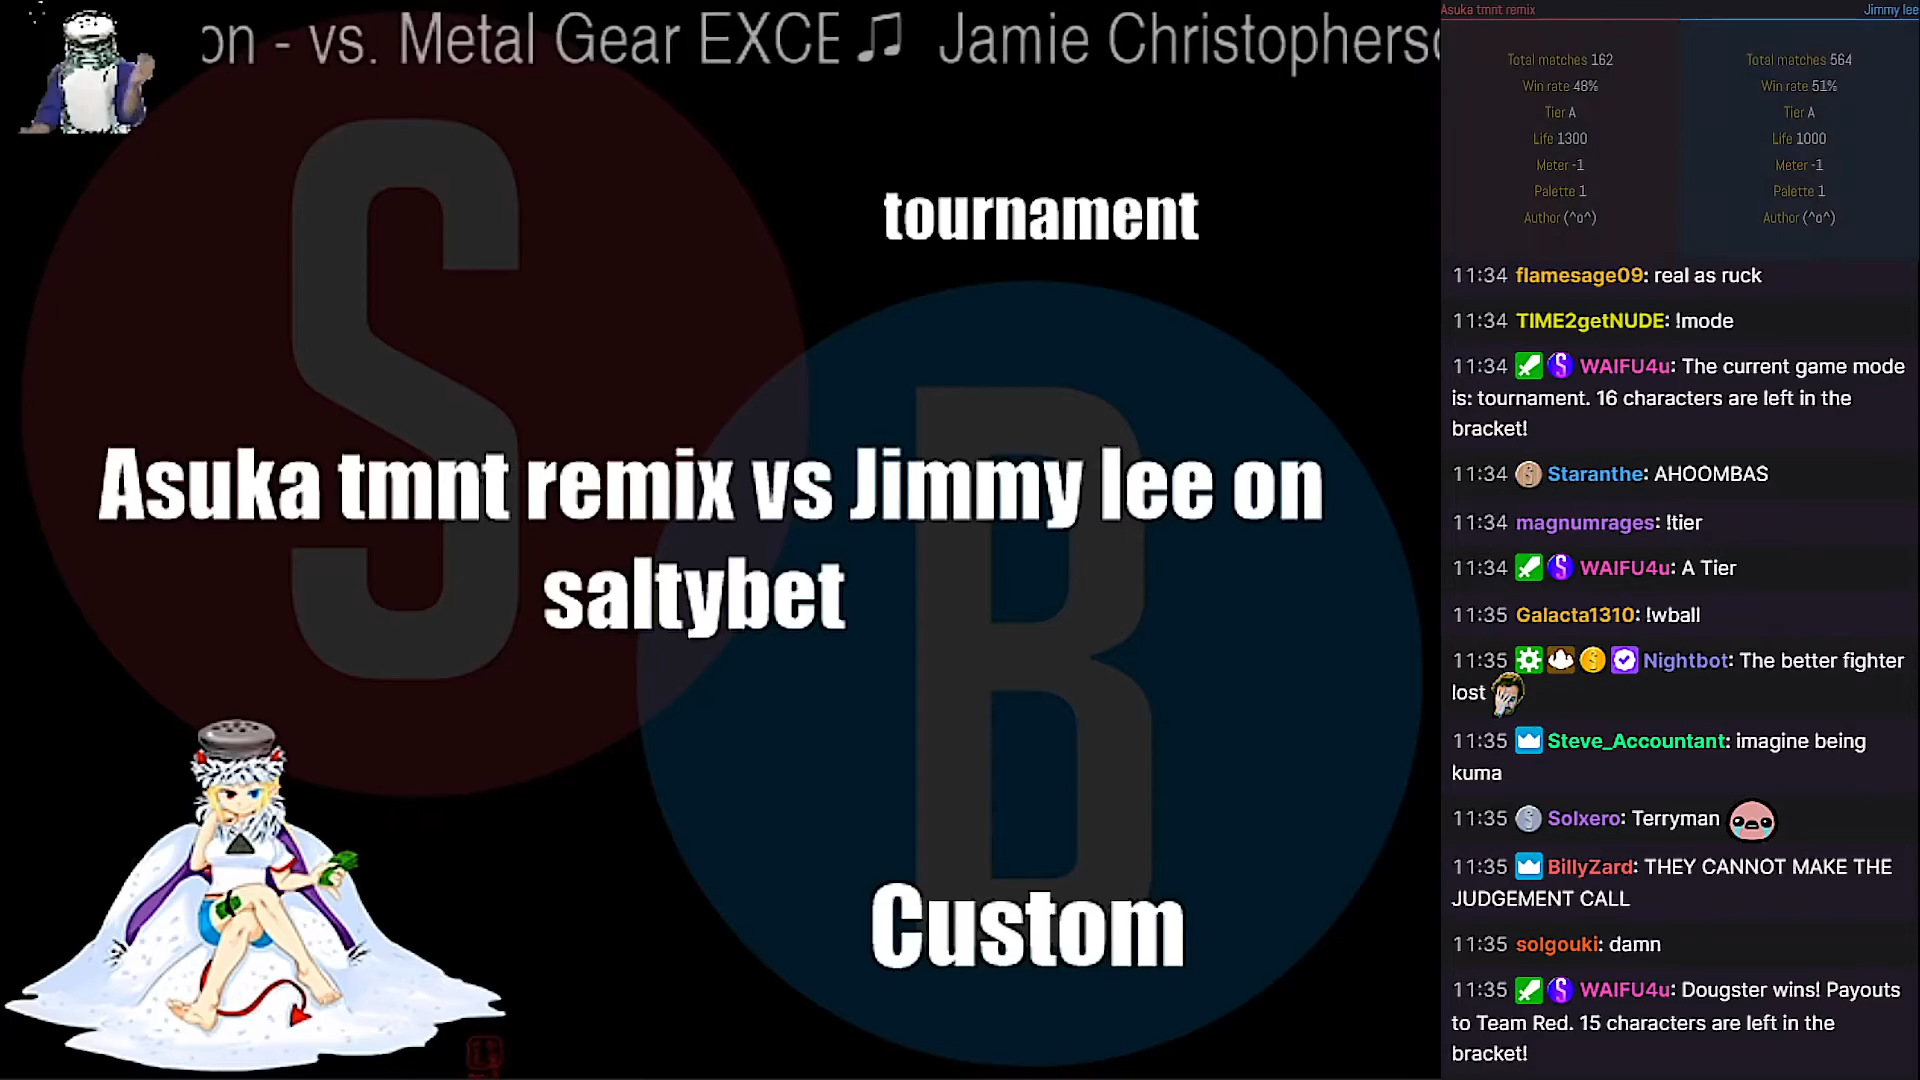 on - vs. Metal Gear EXCE ♫ Jamie Christophers
S
B
tournament
Asuka tmnt remix vs Jimmy lee on
saltybet
Custom
Asuka tmnt remix
Jimmy lee
Total matches 162
Win rate 48%
Tier A
Life 1300
Meter -1
Palette 1
Author (^o^)
Total matches 564
Win rate 51%
Tier A
Life 1000
Meter -1
Palette 1
Author (^o^)
11:34 flamesage09: real as ruck
11:34 TIME2getNUDE: !mode
11:34 WAIFU4u: The current game mode
is: tournament. 16 characters are left in the
bracket!
11:34 Staranthe: AHOOMBAS
11:34 magnumrages: !tier
11:34 WAIFU4u: A Tier
11:35 Galacta1310: !wball
11:35 Nightbot: The better fighter
lost
11:35 Steve_Accountant: imagine being
kuma
11:35 Solxero: Terryman
11:35 BillyZard: THEY CANNOT MAKE THE
JUDGEMENT CALL
11:35 solgouki: damn
11:35 WAIFU4u: Dougster wins! Payouts
to Team Red. 15 characters are left in the
bracket!